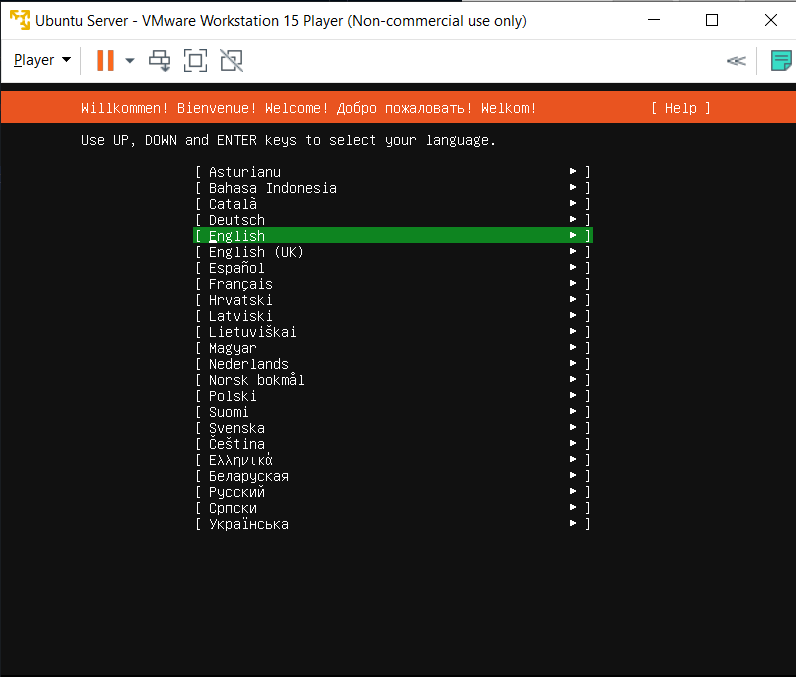 Ubuntu Server - VMware Workstation 15 Player (Non-commercial use only)
Player
Willkommen! Bienvenue! Welcome! Добро пожаловать! Welkom! [ Help ]
Use UP, DOWN and ENTER keys to select your language.
[ Asturianu ► ]
[ Bahasa Indonesia ► ]
[ Català ► ]
[ Deutsch ► ]
[ English ► ]
[ English (UK) ► ]
[ Español ► ]
[ Français ► ]
[ Hrvatski ► ]
[ Latviski ► ]
[ Lietuviškai ► ]
[ Magyar ► ]
[ Nederlands ► ]
[ Norsk bokmål ► ]
[ Polski ► ]
[ Suomi ► ]
[ Svenska ► ]
[ Čeština ► ]
[ Ελληνικά ► ]
[ Беларуская ► ]
[ Русский ► ]
[ Српски ► ]
[ Українська ► ]